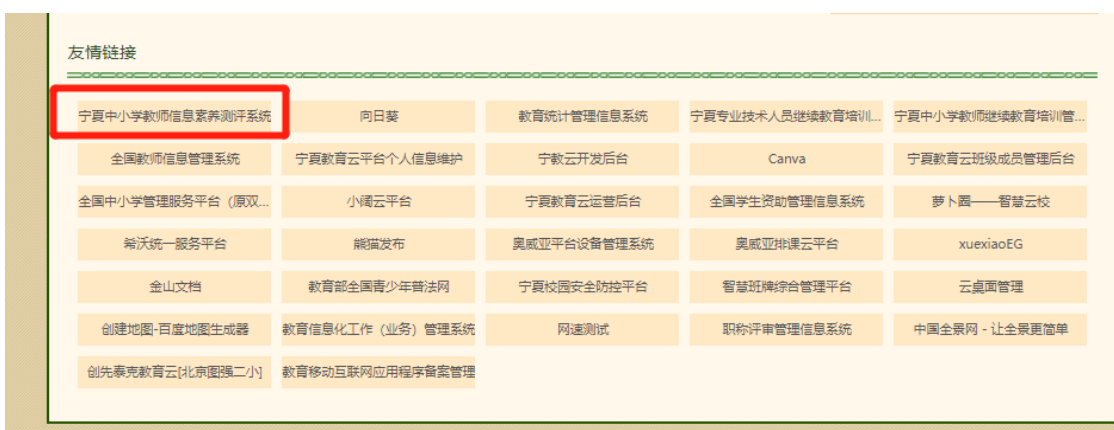 友情链接
宁夏中小学教师信息素养测评系统 向日葵 教育统计管理信息系统 宁夏专业技术人员继续教育培训... 宁夏中小学教师继续教育培训管...
全国教师信息管理系统 宁夏教育云平台个人信息维护 宁教云开发后台 Canva 宁夏教育云班级成员管理后台
全国中小学管理服务平台（原双... 小阔云平台 宁夏教育云运营后台 全国学生资助管理信息系统 萝卜圈——智慧云校
希沃统一服务平台 熊猫发布 奥威亚平台设备管理系统 奥威亚排课云平台 xuexiaoEG
金山文档 教育部全国青少年普法网 宁夏校园安全防控平台 智慧班牌综合管理平台 云桌面管理
创建地图-百度地图生成器 教育信息化工作（业务）管理系统 网速测试 职称评审管理信息系统 中国全景网 - 让全景更简单
创先泰克教育云[北京图强二小] 教育移动互联网应用程序备案管理